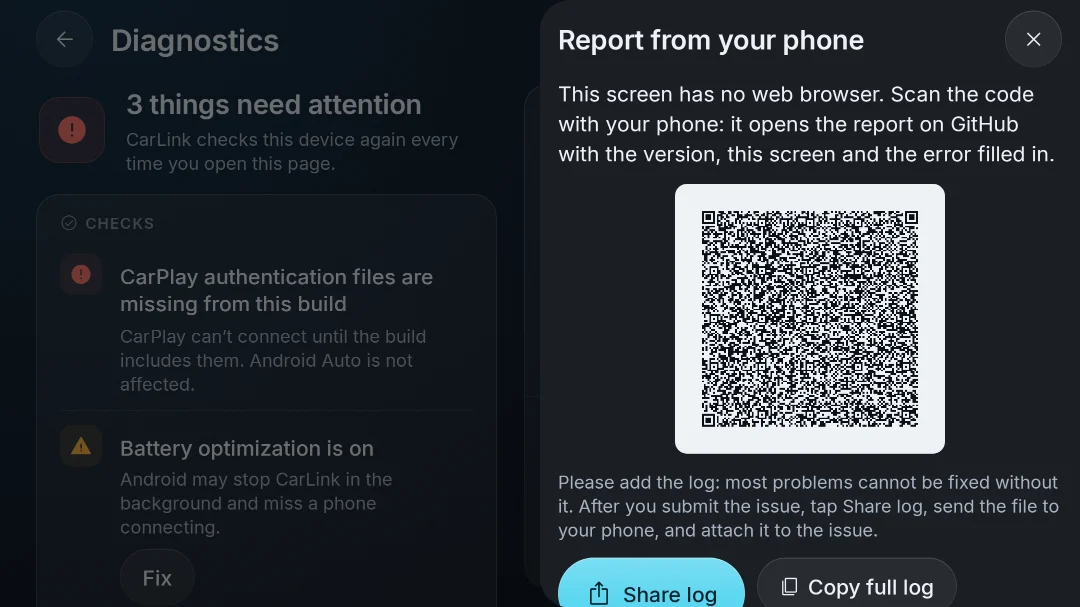 Diagnostics
3 things need attention
CarLink checks this device again every
time you open this page.
CHECKS
CarPlay authentication files are
missing from this build
CarPlay can’t connect until the build
includes them. Android Auto is not
affected.
Battery optimization is on
Android may stop CarLink in the
background and miss a phone
connecting.
Fix
Report from your phone
This screen has no web browser. Scan the code
with your phone: it opens the report on GitHub
with the version, this screen and the error filled in.
Please add the log: most problems cannot be fixed without
it. After you submit the issue, tap Share log, send the file to
your phone, and attach it to the issue.
Share log
Copy full log